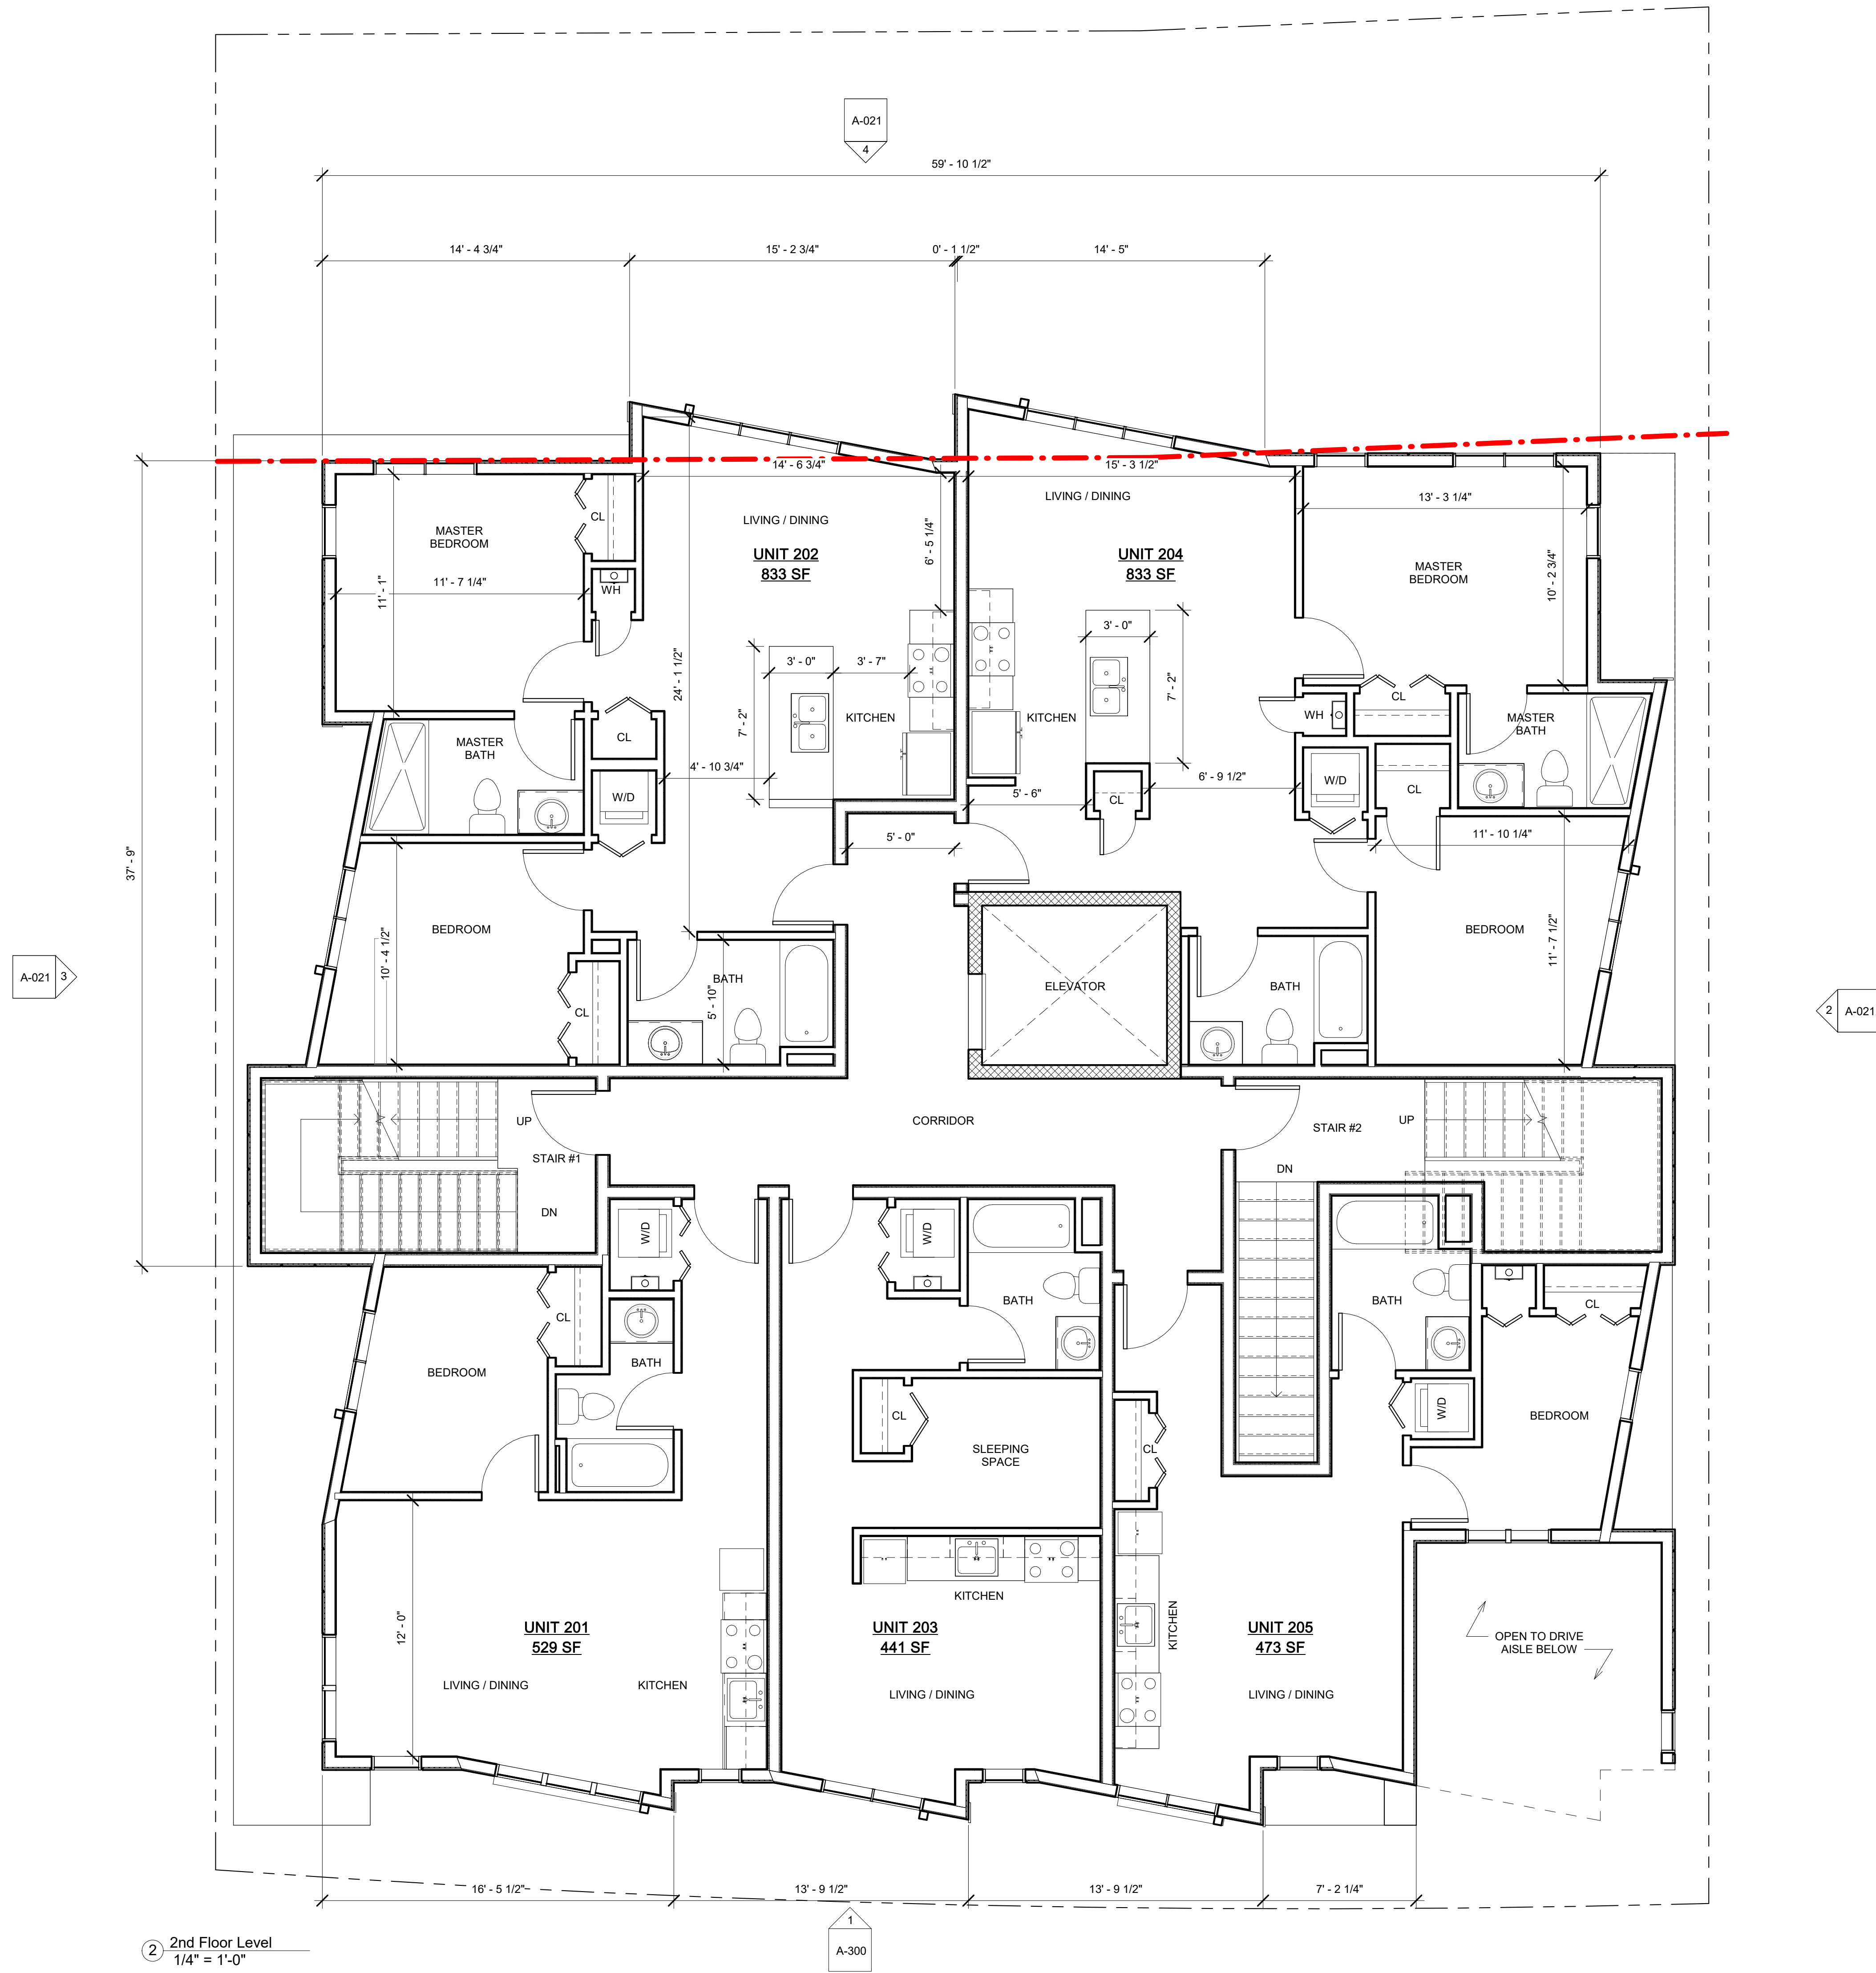 A-021
4
59' - 10 1/2"
14' - 4 3/4"
15' - 2 3/4"
0' - 1 1/2"
14' - 5"
14' - 6 3/4"
15' - 3 1/2"
LIVING / DINING
13' - 3 1/4"
CL
LIVING / DINING
MASTER
BEDROOM
6' - 5 1/4"
UNIT 202
833 SF
UNIT 204
833 SF
10' - 2 3/4"
MASTER
BEDROOM
11' - 7 1/4"
11' - 1"
WH
3' - 0"
24' - 1 1/2"
3' - 0"
3' - 7"
7' - 2"
CL
WH
KITCHEN
KITCHEN
7' - 2"
MASTER
BATH
CL
MASTER
BATH
4' - 10 3/4"
6' - 9 1/2"
W/D
CL
W/D
5' - 6"
CL
5' - 0"
11' - 10 1/4"
37' - 9"
BEDROOM
10' - 4 1/2"
BEDROOM
11' - 7 1/2"
A-021
3
BATH
5' - 10"
CL
ELEVATOR
BATH
2
A-021
UP
CORRIDOR
STAIR #2
UP
STAIR #1
DN
DN
W/D
W/D
BATH
BATH
CL
CL
BATH
BEDROOM
CL
W/D
BEDROOM
SLEEPING
SPACE
CL
KITCHEN
12' - 0"
UNIT 201
529 SF
UNIT 203
441 SF
KITCHEN
UNIT 205
473 SF
OPEN TO DRIVE
AISLE BELOW
LIVING / DINING
KITCHEN
LIVING / DINING
LIVING / DINING
16' - 5 1/2"
13' - 9 1/2"
13' - 9 1/2"
7' - 2 1/4"
1
A-300
2
2nd Floor Level
1/4" = 1'-0"